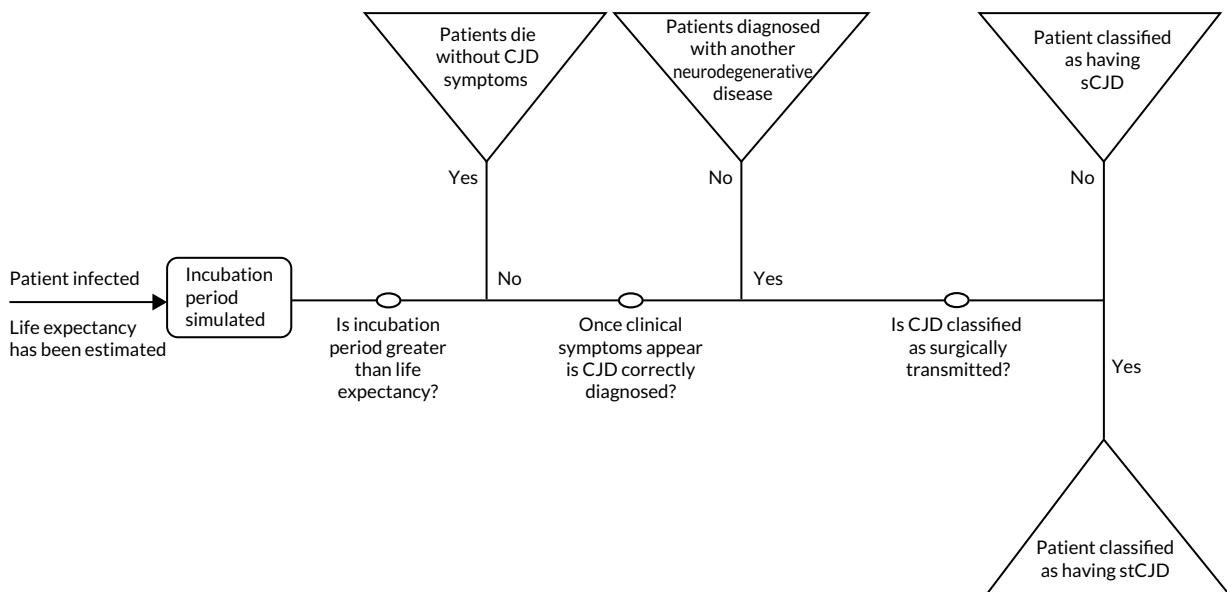 Patients die
without CJD
symptoms
Patients diagnosed
with another
neurodegenerative
disease
Patient classified
as having
sCJD
Yes
No
No
Patient infected
Life expectancy
has been estimated
Incubation
period
simulated
No
Yes
Is incubation
period greater
than life
expectancy?
Once clinical
symptoms appear
is CJD correctly
diagnosed?
Is CJD classified
as surgically
transmitted?
Yes
Patient classified
as having stCJD